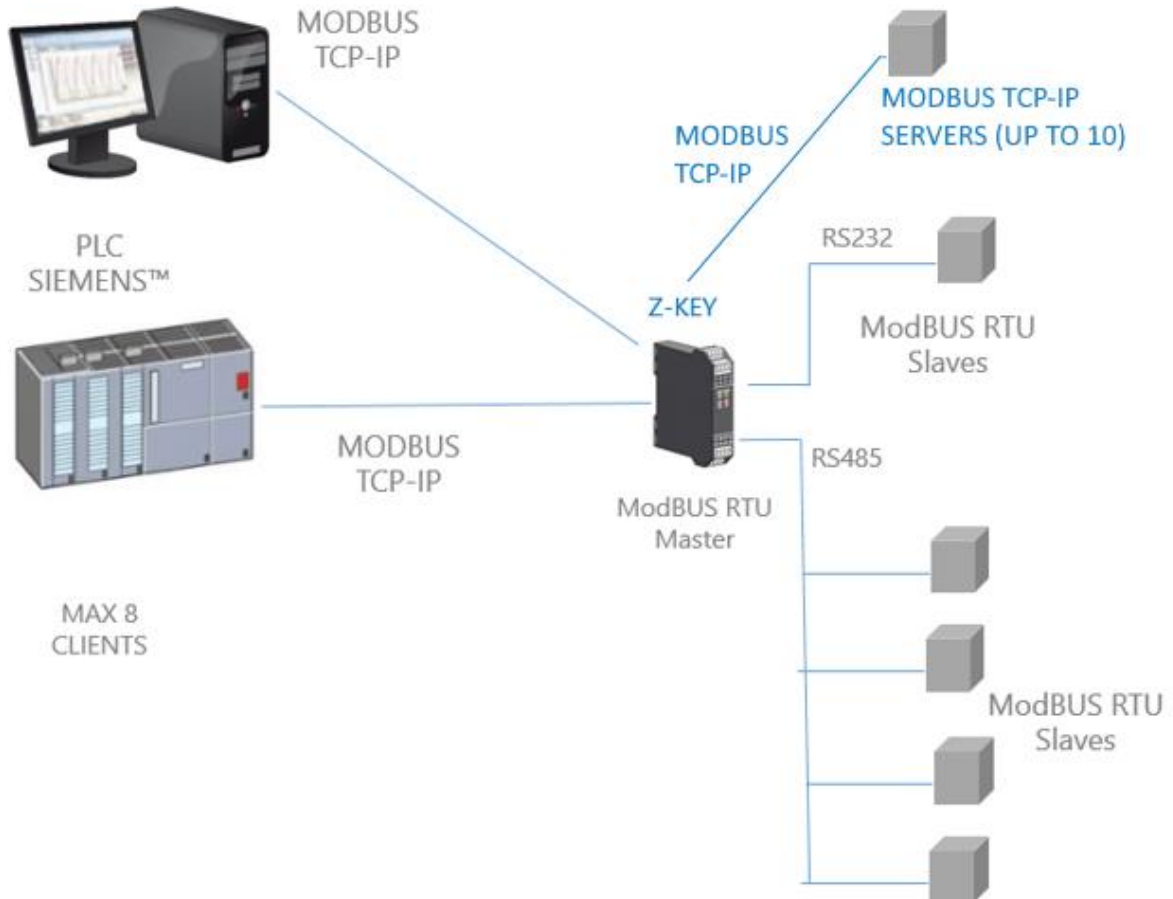 MODBUS
TCP-IP
MODBUS TCP-IP
SERVERS (UP TO 10)
MODBUS
TCP-IP
PLC
SIEMENS™
RS232
Z-KEY
ModBUS RTU
Slaves
MODBUS
TCP-IP
RS485
ModBUS RTU
Master
MAX 8
CLIENTS
ModBUS RTU
Slaves